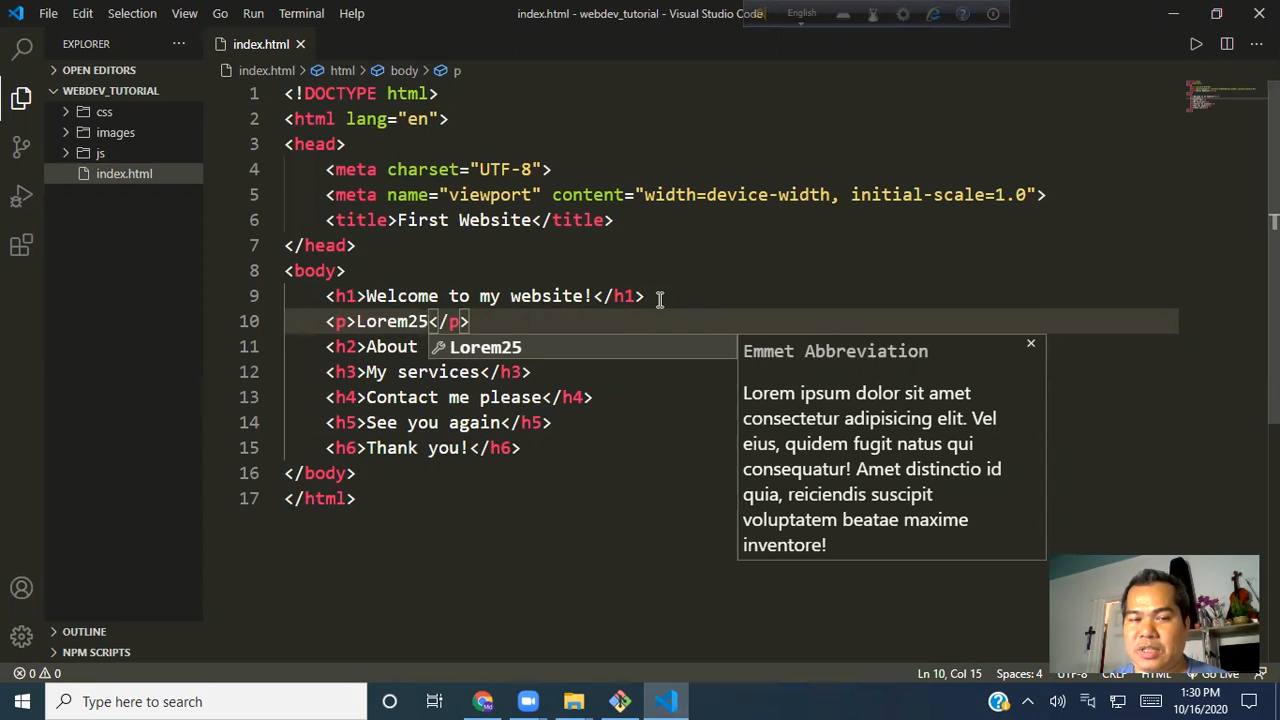 File Edit Selection View Go Run Terminal Help
index.html - webdev_tutorial - Visual Studio Code
English
EXPLORER
index.html
OPEN EDITORS
WEBDEV_TUTORIAL
css
images
js
index.html
index.html > html > body > p
1 <!DOCTYPE html>
2 <html lang="en">
3 <head>
4 <meta charset="UTF-8">
5 <meta name="viewport" content="width=device-width, initial-scale=1.0">
6 <title>First Website</title>
7 </head>
8 <body>
9 <h1>Welcome to my website!</h1>
10 <p>Lorem25</p>
11 <h2>About
12 <h3>My services</h3>
13 <h4>Contact me please</h4>
14 <h5>See you again</h5>
15 <h6>Thank you!</h6>
16 </body>
17 </html>
Lorem25
Emmet Abbreviation
Lorem ipsum dolor sit amet
consectetur adipisicing elit. Vel
eius, quidem fugit natus qui
consequatur! Amet distinctio id
quia, reiciendis suscipit
voluptatem beatae maxime
inventore!
OUTLINE
NPM SCRIPTS
0 0
Ln 10, Col 15 Spaces: 4 UTF-8 CRLF HTML Go Live
Type here to search
1:30 PM
10/16/2020